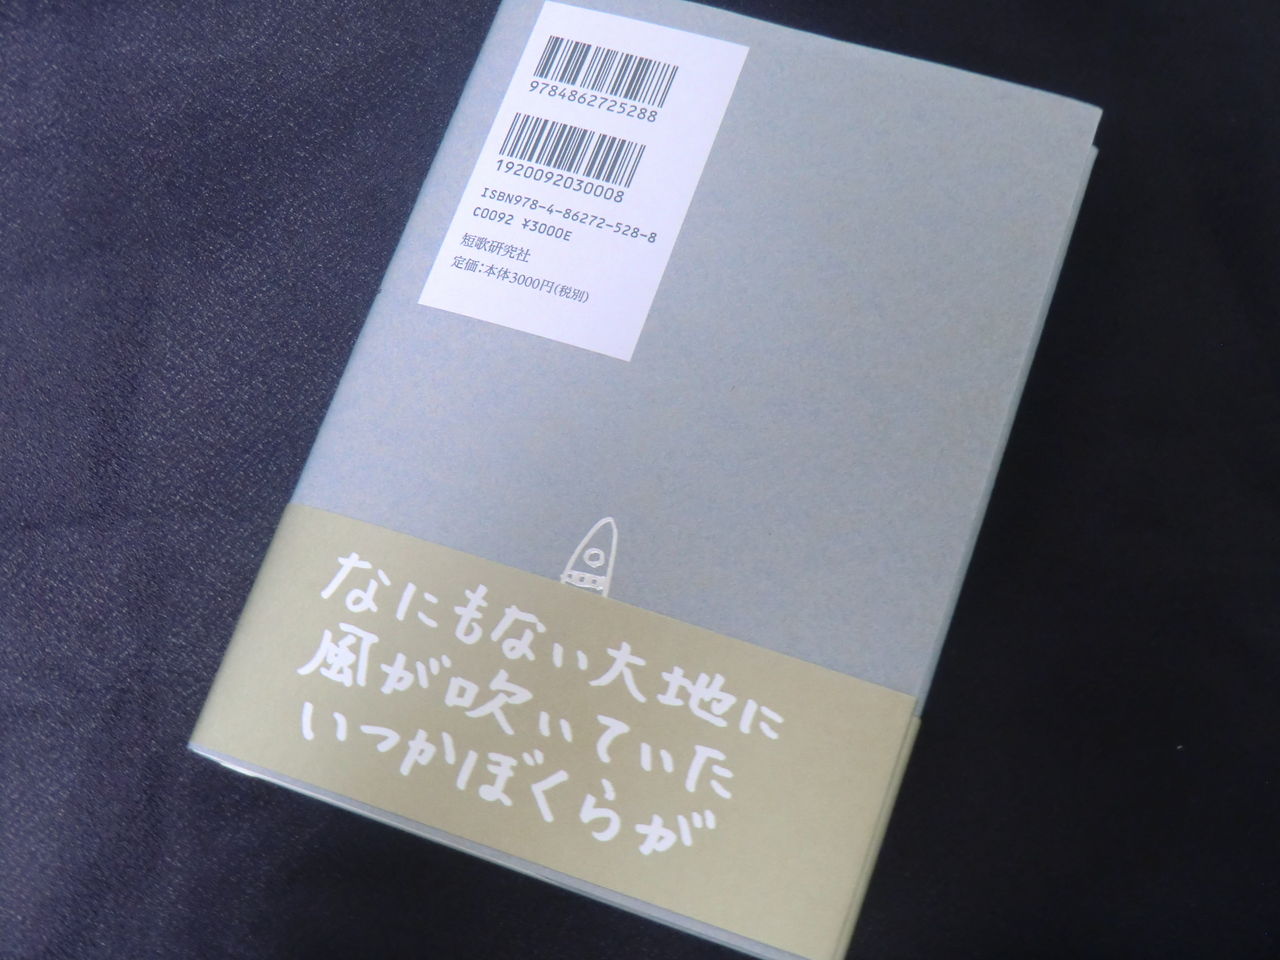 9784862725288
1920092030008
ISBN978-4-86272-528-8
C0092 ¥3000E
短歌研究社
定価:本体3000円(税別)
なにもない大地に
風が吹いていた
いつかぼくらが